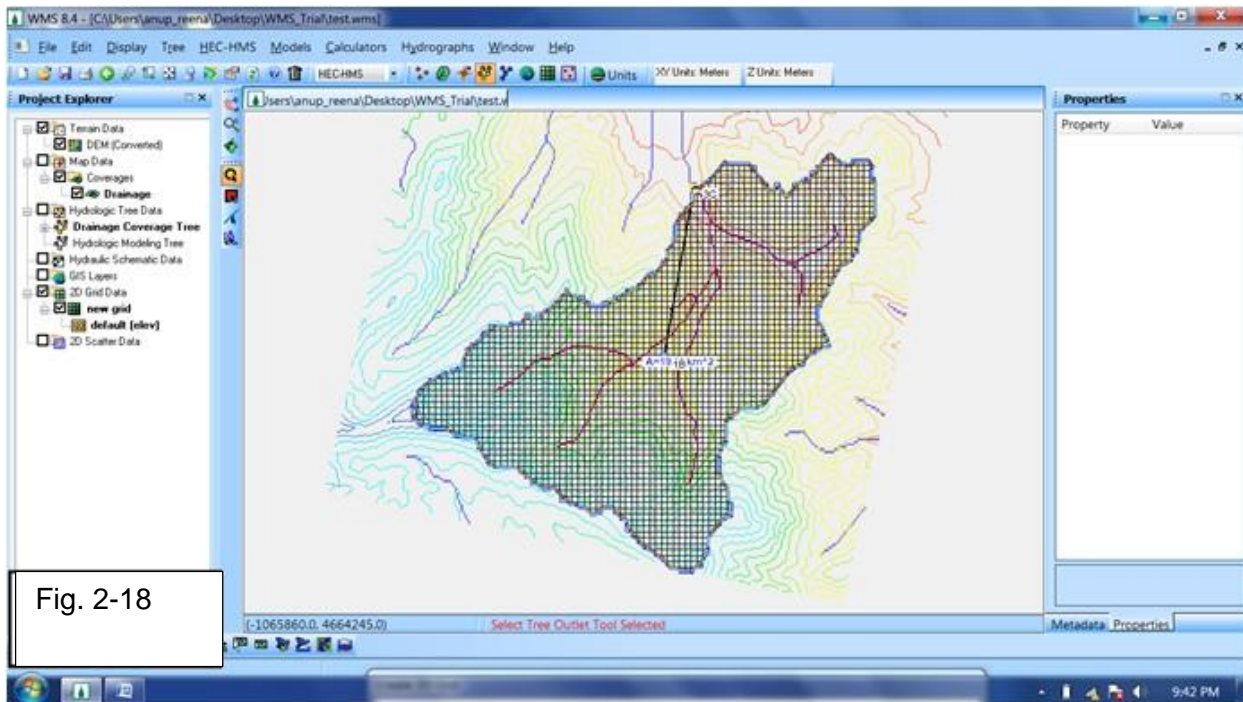 WMS 8.4 - [C:\Users\anup_reena\Desktop\WMS_Trial\test.wms]
File Edit Display Tree HEC-HMS Models Calculators Hydrographs Window Help
HEC-HMS Units XY Units: Meters Z Units: Meters
Project Explorer
Terrain Data
DEM (Converted)
Map Data
Coverages
Drainage
Hydrologic Tree Data
Drainage Coverage Tree
Hydrologic Modeling Tree
Hydraulic Schematic Data
GIS Layers
2D Grid Data
new grid
default (elev)
2D Scatter Data
Jsers\anup_reena\Desktop\WMS_Trial\test.w
km^2
Properties
Property Value
Fig. 2-18
(-1065860.0, 4664245.0) Select Tree Outlet Tool Selected
Metadata Properties
9:42 PM